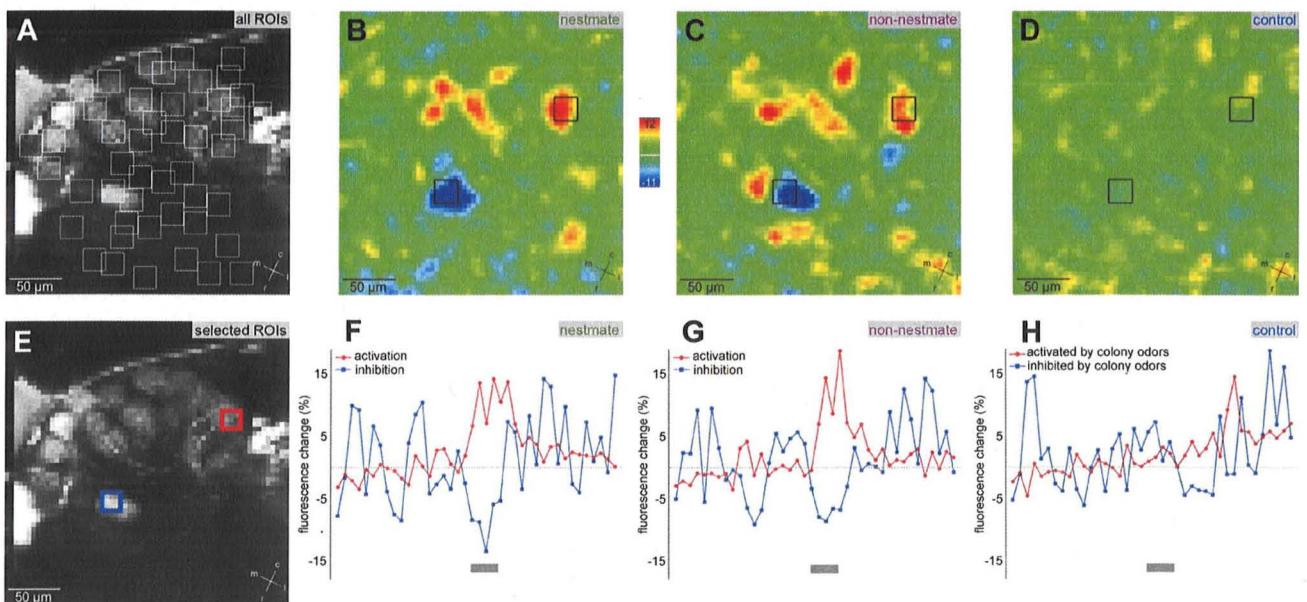 A
all ROIs
50 µm
m
c
l
r
B
nestmate
50 µm
m
c
l
r
12
-11
C
non-nestmate
50 µm
m
c
l
r
D
control
50 µm
m
c
l
r
E
selected ROIs
50 µm
m
c
l
r
F
nestmate
activation
inhibition
fluorescence change (%)
15
5
-5
-15
G
non-nestmate
activation
inhibition
fluorescence change (%)
15
5
-5
-15
H
control
activated by colony odors
inhibited by colony odors
fluorescence change (%)
15
5
-5
-15